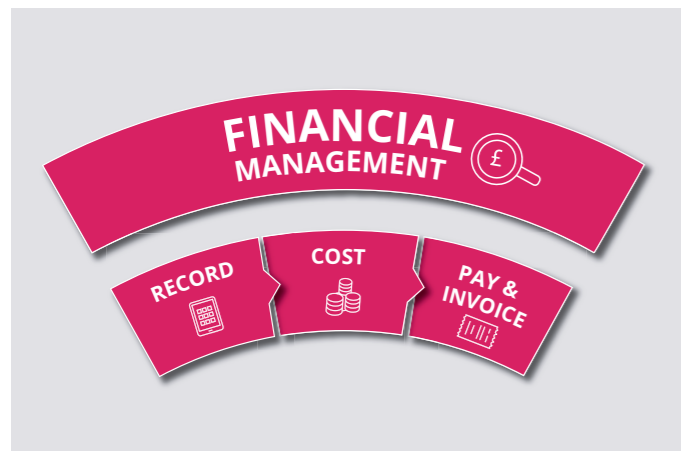 FINANCIAL
MANAGEMENT
£
RECORD
COST
PAY &
INVOICE